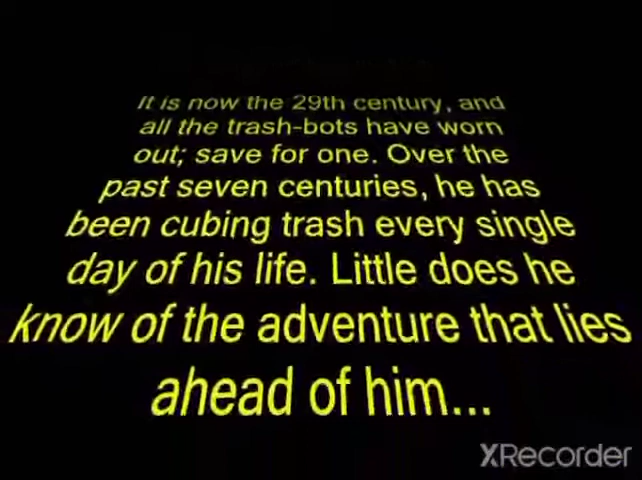 It is now the 29th century, and
all the trash-bots have worn
out; save for one. Over the
past seven centuries, he has
been cubing trash every single
day of his life. Little does he
know of the adventure that lies
ahead of him...
XRecorder